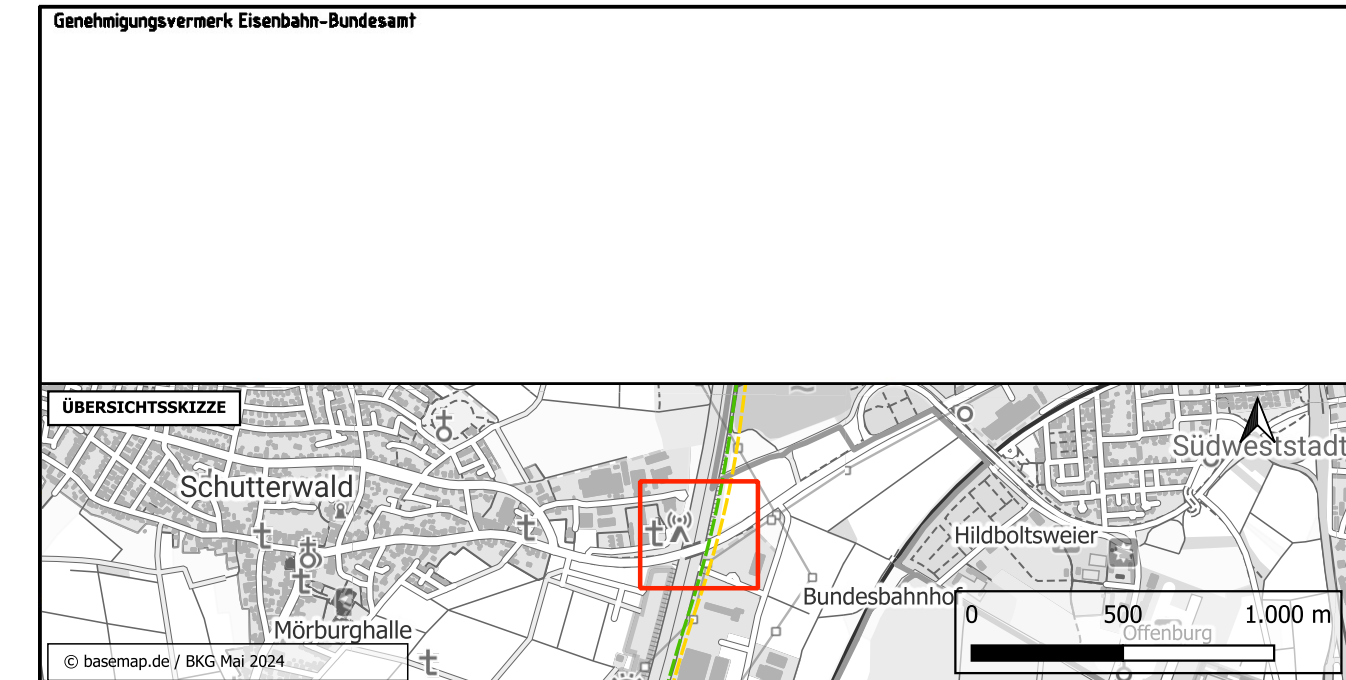 Genehmigungsvermerk Eisenbahn-Bundesamt
ÜBERSICHTSSKIZZE
Südweststadt
Schutterwald
Hildboltsweier
Bundesbahnhof
0 500 1.000 m
Offenburg
Mörburghalle
© basemap.de / BKG Mai 2024